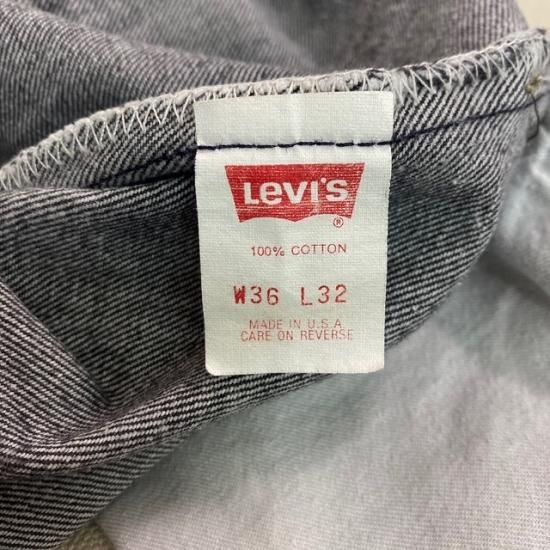 Levi's
®
100% COTTON
W36 L32
MADE IN U.S.A
CARE ON REVERSE